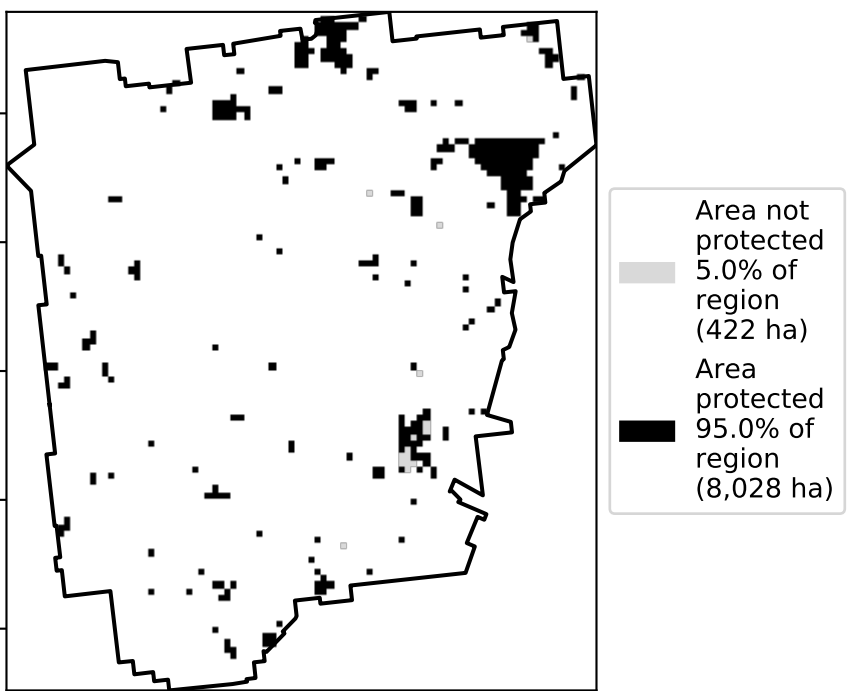 Area not
protected
5.0% of
region
(422 ha)
Area
protected
95.0% of
region
(8,028 ha)